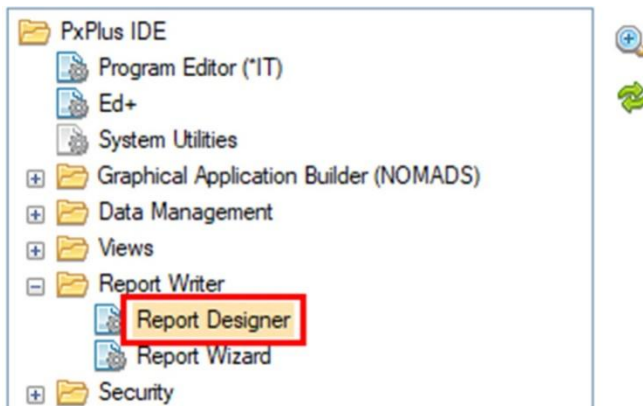 PxPlus IDE
Program Editor (*IT)
Ed+
System Utilities
Graphical Application Builder (NOMADS)
Data Management
Views
Report Writer
Report Designer
Report Wizard
Security